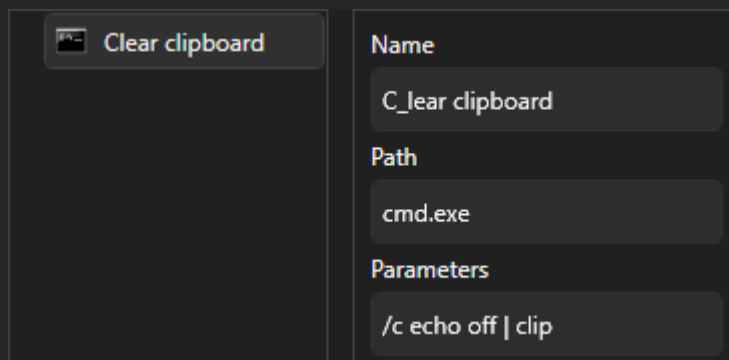 Clear clipboard
Name
C_lear clipboard
Path
cmd.exe
Parameters
/c echo off | clip